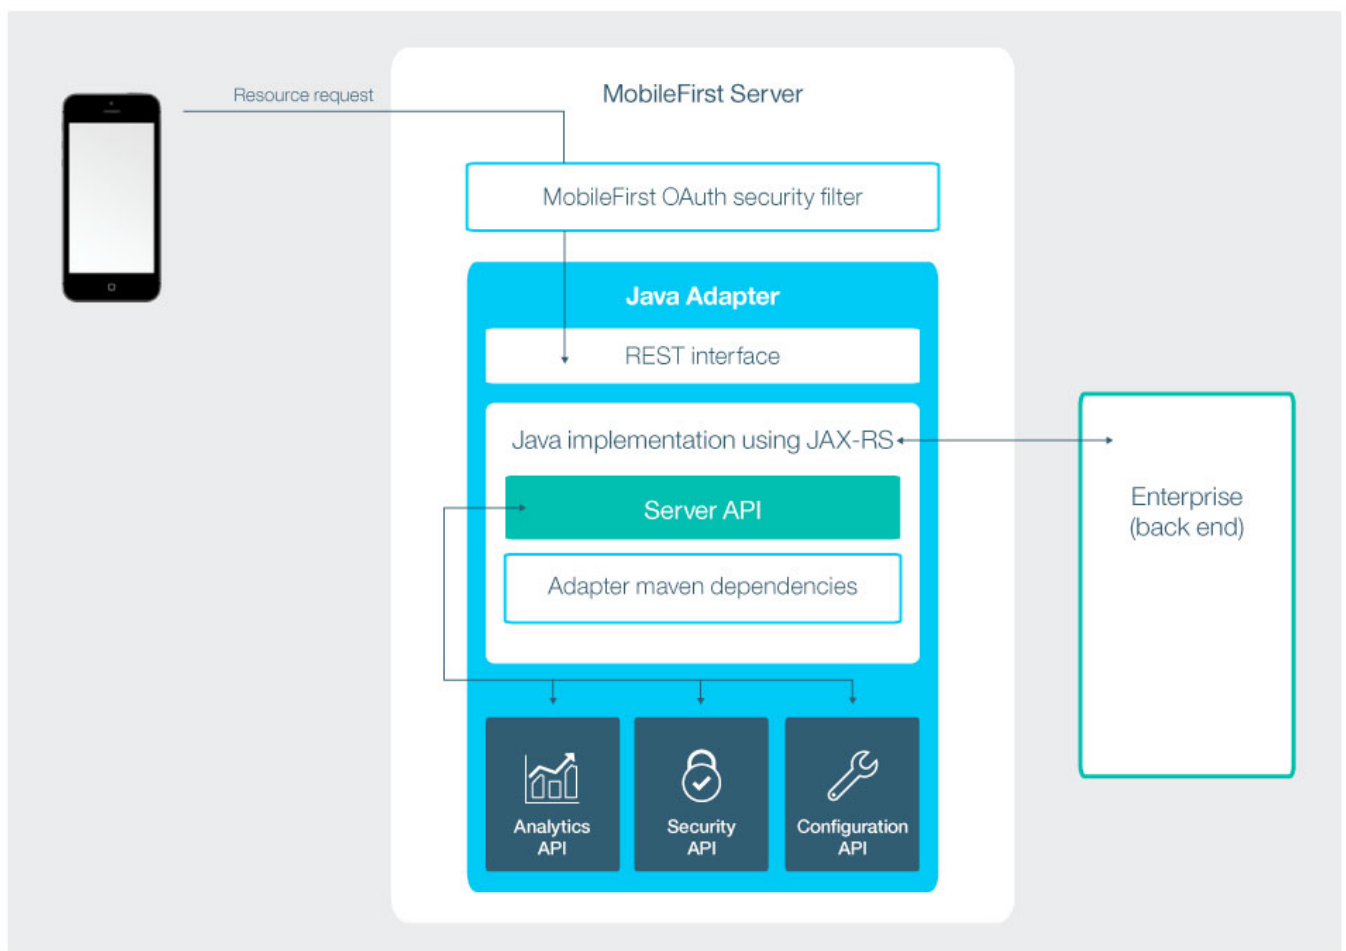 Resource request
MobileFirst Server
MobileFirst OAuth security filter
Java Adapter
REST interface
Java implementation using JAX-RS
Server API
Adapter maven dependencies
Enterprise
(back end)
Analytics
API
Security
API
Configuration
API